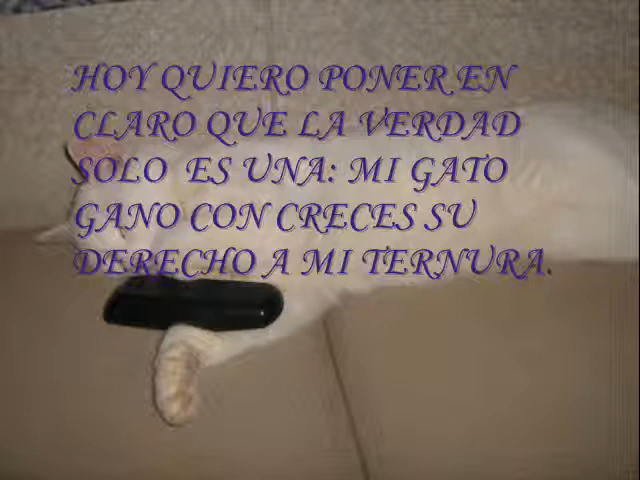 HOY QUIERO PONER EN
CLARO QUE LA VERDAD
SOLO ES UNA: MI GATO
GANO CON CRECES SU
DERECHO A MI TERNURA.